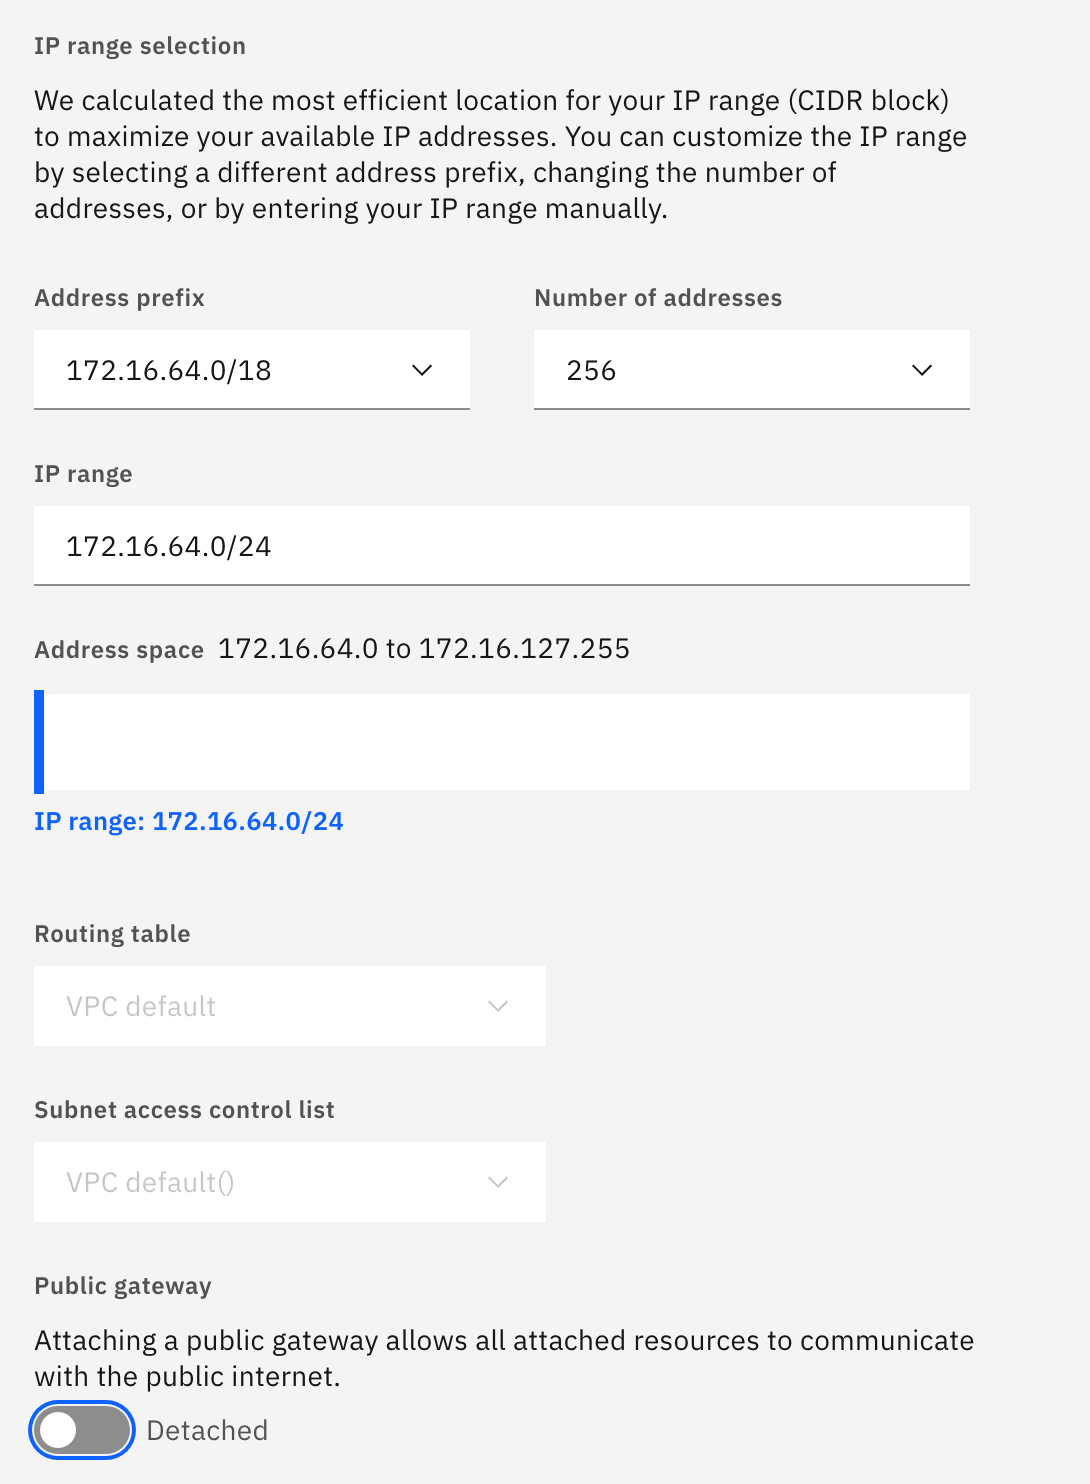 IP range selection
We calculated the most efficient location for your IP range (CIDR block)
to maximize your available IP addresses. You can customize the IP range
by selecting a different address prefix, changing the number of
addresses, or by entering your IP range manually.
Address prefix
Number of addresses
172.16.64.0/18
256
IP range
172.16.64.0/24
Address space 172.16.64.0 to 172.16.127.255
IP range: 172.16.64.0/24
Routing table
VPC default
Subnet access control list
VPC default()
Public gateway
Attaching a public gateway allows all attached resources to communicate
with the public internet.
Detached